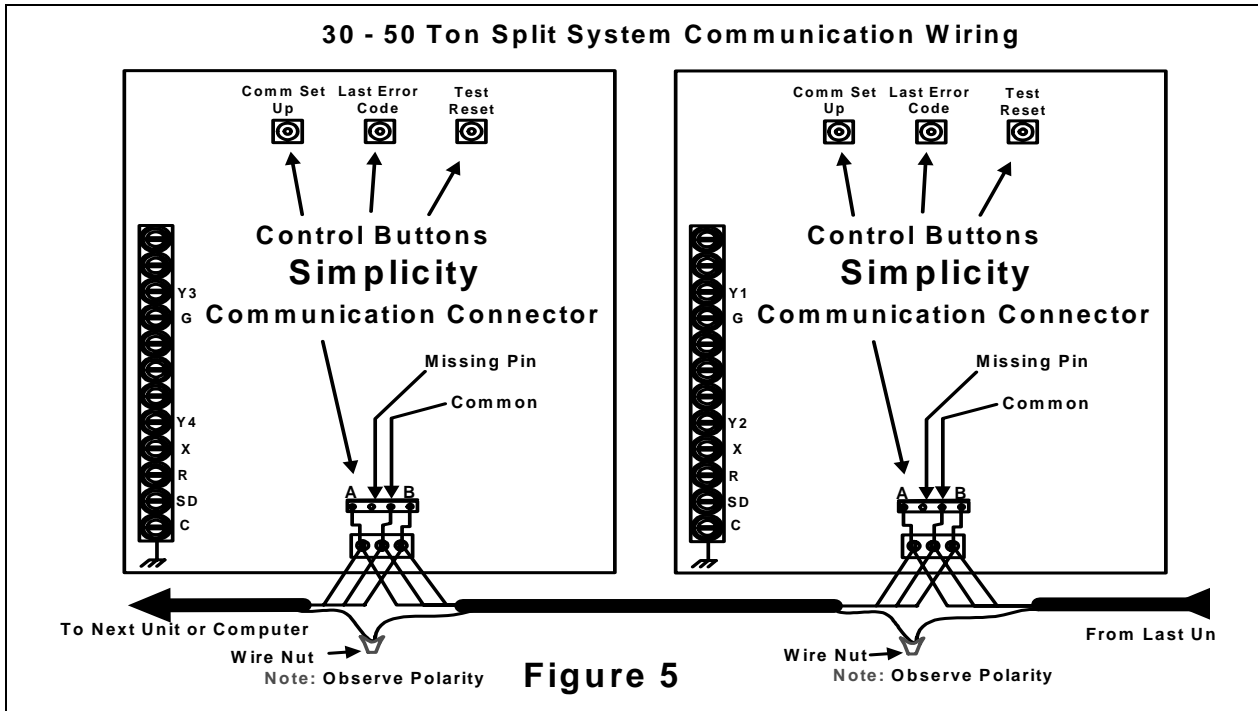 30 - 50 Ton Split System Communication Wiring
Comm Set Up
Last Error Code
Test Reset
Control Buttons
Simplicity
Communication Connector
Y3
G
Missing Pin
Common
Y4
X
R
SD
C
A
B
Comm Set Up
Last Error Code
Test Reset
Control Buttons
Simplicity
Communication Connector
Y1
G
Missing Pin
Common
Y2
X
R
SD
C
A
B
To Next Unit or Computer
From Last Un
Wire Nut
Note: Observe Polarity
Wire Nut
Note: Observe Polarity
Figure 5